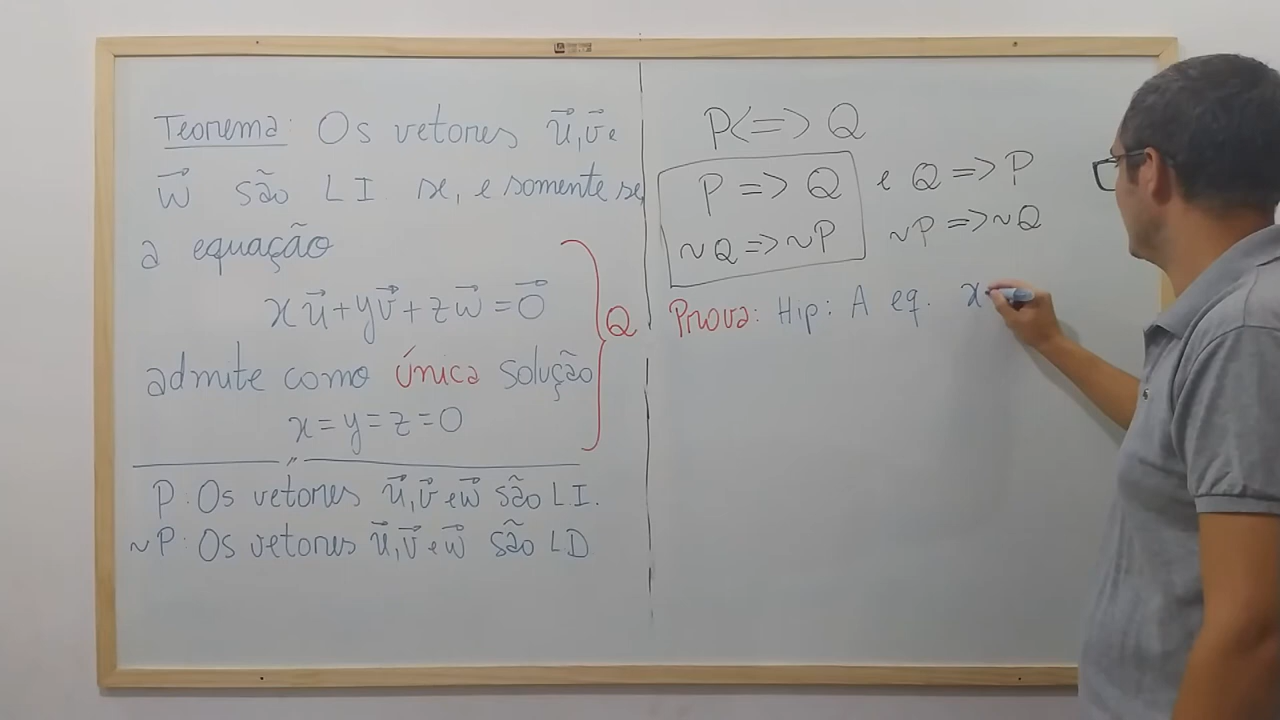 Teorema: Os vetores u⃗, v⃗ e
w⃗ são LI se, e somente se,
a equação
xu⃗ + yv⃗ + zw⃗ = 0⃗
admite como única solução
x = y = z = 0
Q
P: Os vetores u⃗, v⃗ e w⃗ são LI.
~P: Os vetores u⃗, v⃗ e w⃗ são LD
P <=> Q
P => Q e Q => P
~Q => ~P ~P => ~Q
Prova: Hip: A eq. x